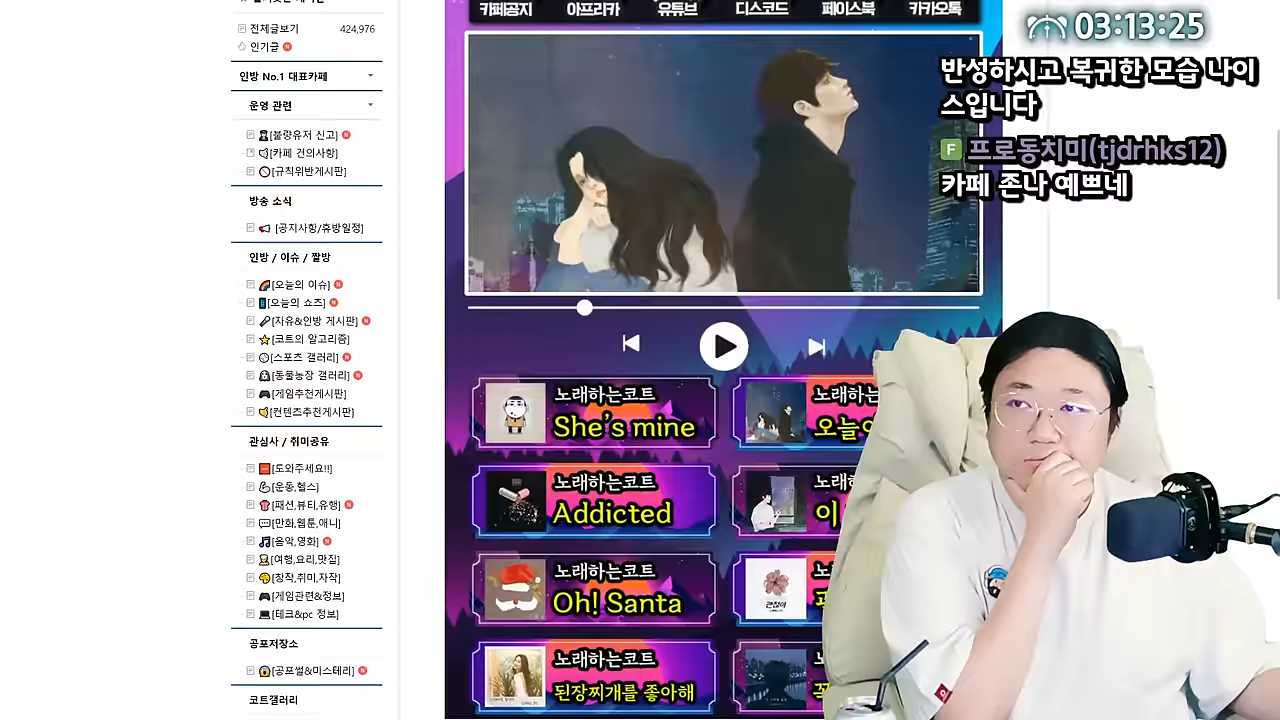 전체글보기 424,976
인기글
인방 No.1 대표카페
운영 관련
[불량유저 신고]
[카페 건의사항]
[규칙위반게시판]
방송 소식
[공지사항/휴방일정]
인방 / 이슈 / 짤방
[오늘의 이슈]
[오늘의 쇼츠]
[자유&인방 게시판]
[코트의 알고리즘]
[스포츠 갤러리]
[동물농장 갤러리]
[게임추천게시판]
[컨텐츠추천게시판]
관심사 / 취미공유
[도와주세요!!]
[운동,헬스]
[패션,뷰티,유행]
[만화,웹툰,애니]
[음악,영화]
[여행,요리,맛집]
[창작,취미,자작]
[게임관련&정보]
[테크&pc 정보]
공포저장소
[공포썰&미스테리]
코트갤러리
카페공지 아프리카 유튜브 디스코드 페이스북 카카오톡
노래하는코트
She's mine
노래하는
노래하는코트
Addicted
노래
노래하는코트
Oh! Santa
괜찮아
노래하는코트
된장찌개를 좋아해
03:13:25
반성하시고 복귀한 모습 나이
스입니다
F 프로동치미(tjdrhks12)
카페 존나 예쁘네